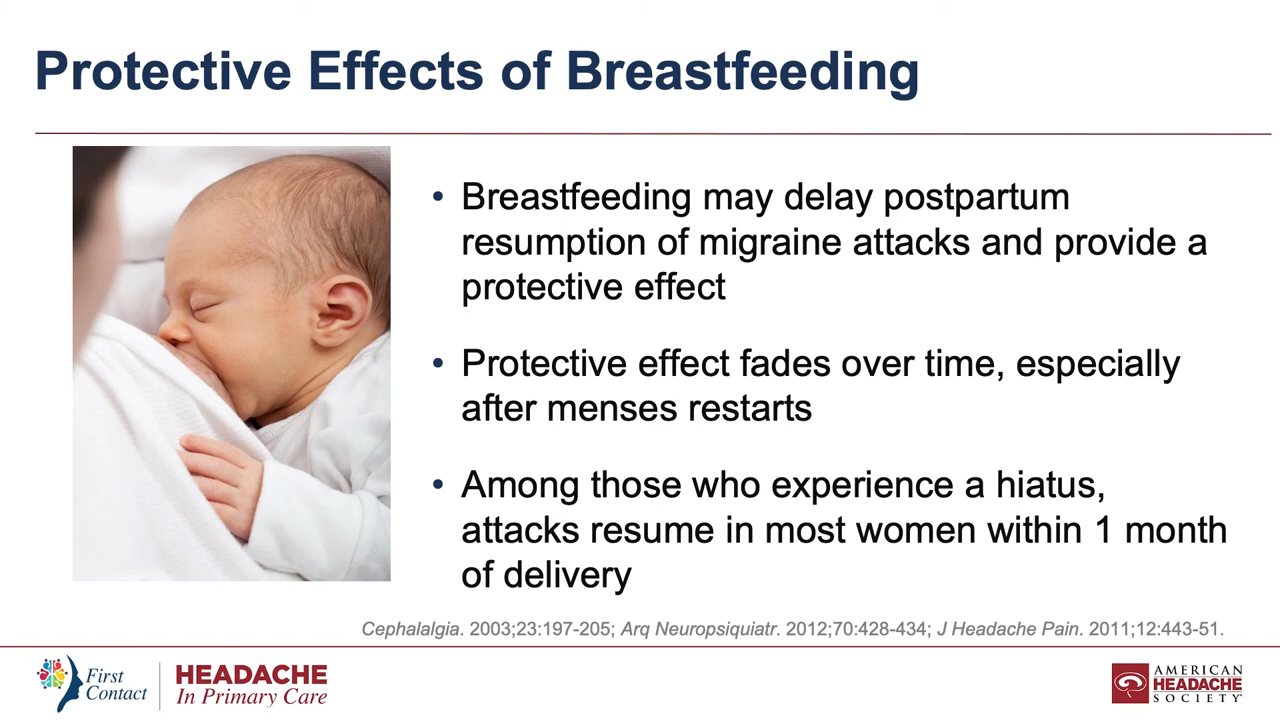 Protective Effects of Breastfeeding
• Breastfeeding may delay postpartum
resumption of migraine attacks and provide a
protective effect
• Protective effect fades over time, especially
after menses restarts
• Among those who experience a hiatus,
attacks resume in most women within 1 month
of delivery
Cephalalgia. 2003;23:197-205; Arq Neuropsiquiatr. 2012;70:428-434; J Headache Pain. 2011;12:443-51.
First
Contact
HEADACHE
In Primary Care
AMERICAN
HEADACHE
SOCIETY